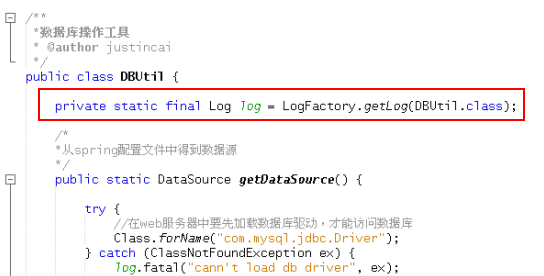 /**
*数据库操作工具
* @author justincai
*/
public class DBUtil {
private static final Log log = LogFactory.getLog(DBUtil.class);
/*
*从spring配置文件中得到数据源
*/
public static DataSource getDataSource() {
try {
//在web服务器中要先加载数据库驱动，才能访问数据库
Class.forName("com.mysql.jdbc.Driver");
} catch (ClassNotFoundException ex) {
log.fatal("cann't load db driver", ex);